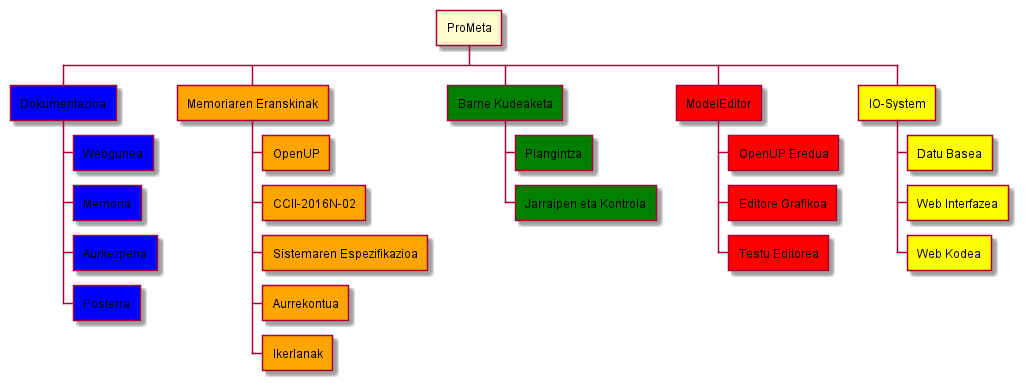 ProMeta
Dokumentazioa
Webgunea
Memoria
Aurkezpena
Posterra
Memoriaren Eranskinak
OpenUP
CCII-2016N-02
Sistemaren Espezifikazioa
Aurrekontua
Ikerlanak
Barne Kudeaketa
Plangintza
Jarraipen eta Kontrola
ModelEditor
OpenUP Eredua
Editore Grafikoa
Testu Editorea
IO-System
Datu Basea
Web Interfazea
Web Kodea